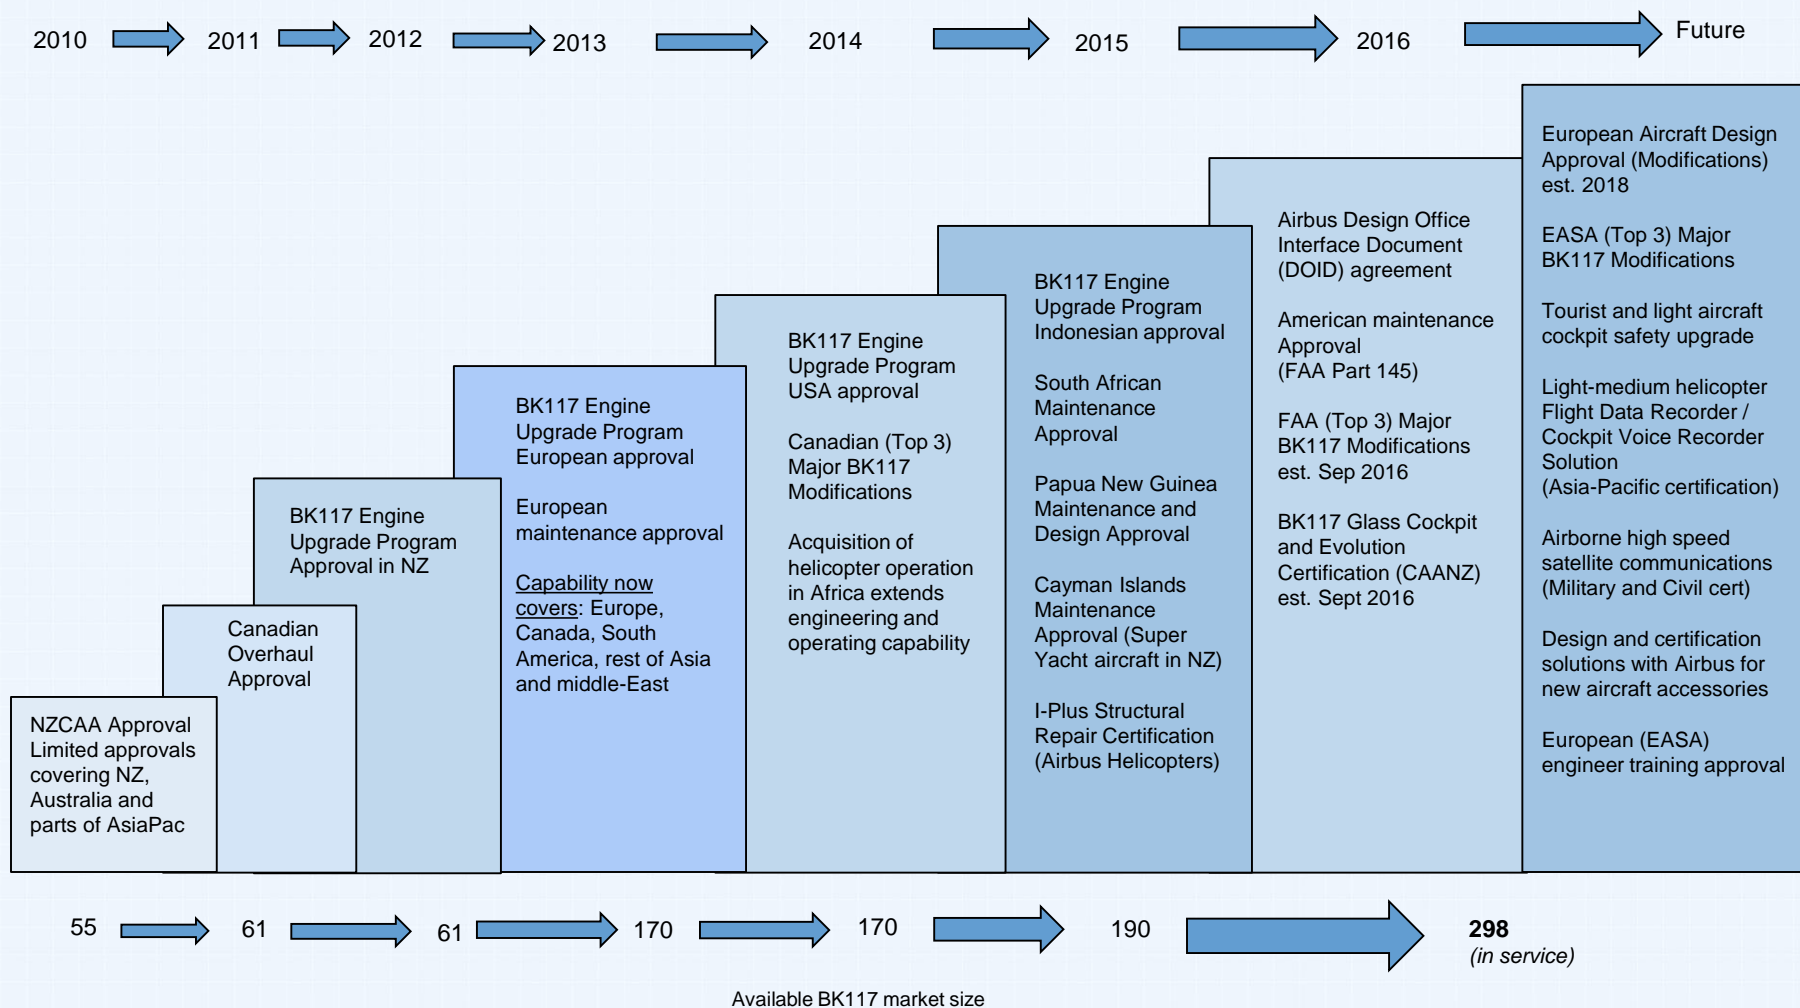 2010
2011
2012
2013
2014
2015
2016
Future
NZCAA Approval
Limited approvals
covering NZ,
Australia and
parts of AsiaPac
Canadian
Overhaul
Approval
BK117 Engine
Upgrade Program
Approval in NZ
BK117 Engine
Upgrade Program
European approval
European
maintenance approval
Capability now
covers: Europe,
Canada, South
America, rest of Asia
and middle-East
BK117 Engine
Upgrade Program
USA approval
Canadian (Top 3)
Major BK117
Modifications
Acquisition of
helicopter operation
in Africa extends
engineering and
operating capability
BK117 Engine
Upgrade Program
Indonesian approval
South African
Maintenance
Approval
Papua New Guinea
Maintenance and
Design Approval
Cayman Islands
Maintenance
Approval (Super
Yacht aircraft in NZ)
I-Plus Structural
Repair Certification
(Airbus Helicopters)
Airbus Design Office
Interface Document
(DOID) agreement
American maintenance
Approval
(FAA Part 145)
FAA (Top 3) Major
BK117 Modifications
est. Sep 2016
BK117 Glass Cockpit
and Evolution
Certification (CAANZ)
est. Sept 2016
European Aircraft Design
Approval (Modifications)
est. 2018
EASA (Top 3) Major
BK117 Modifications
Tourist and light aircraft
cockpit safety upgrade
Light-medium helicopter
Flight Data Recorder /
Cockpit Voice Recorder
Solution
(Asia-Pacific certification)
Airborne high speed
satellite communications
(Military and Civil cert)
Design and certification
solutions with Airbus for
new aircraft accessories
European (EASA)
engineer training approval
55
61
61
170
170
190
298
(in service)
Available BK117 market size